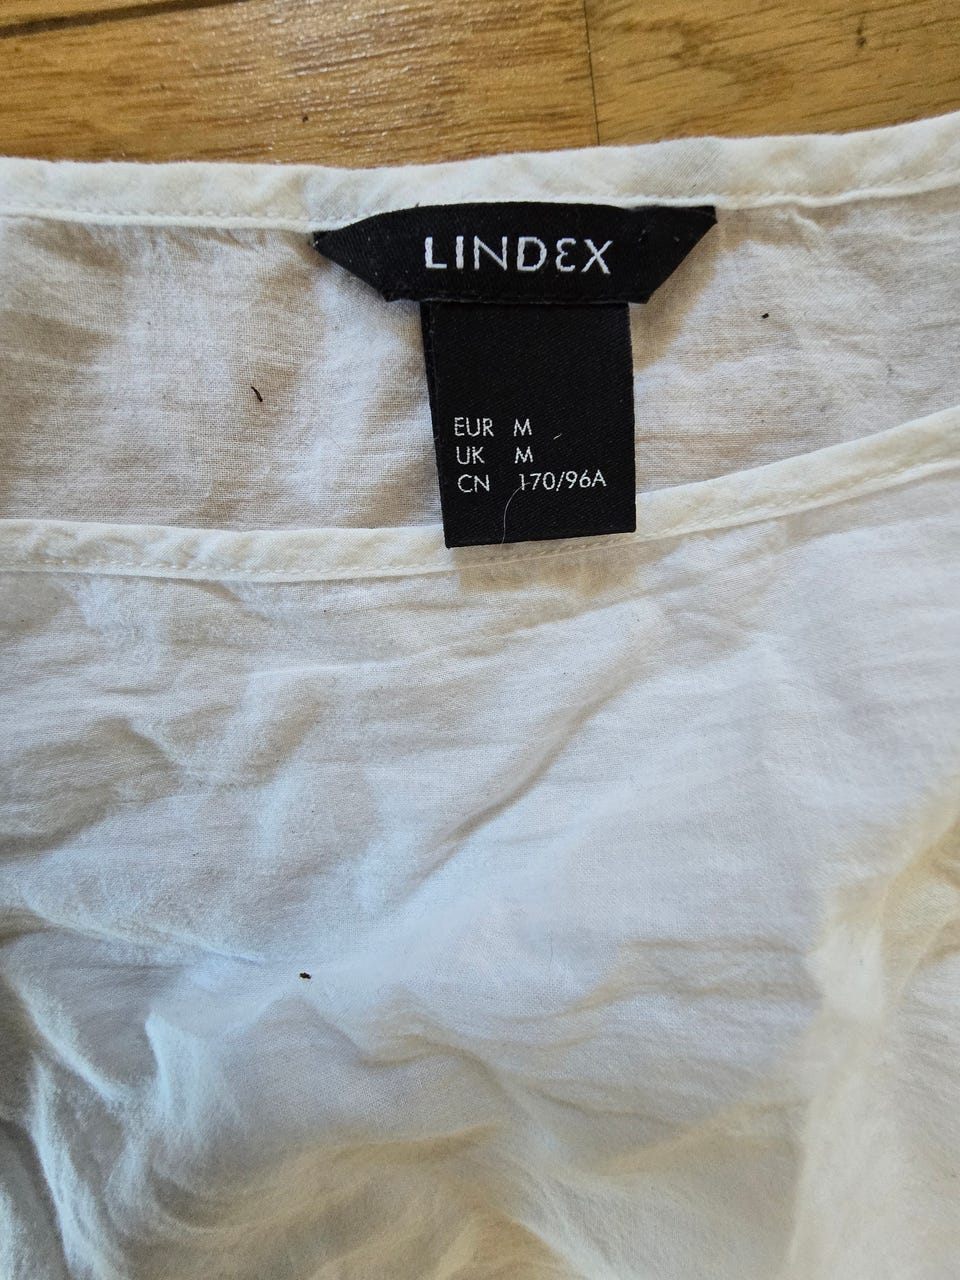 LINDEX
EUR M
UK M
CN 170/96A